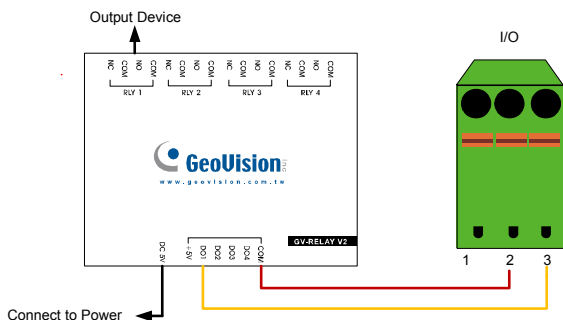 Output Device
I/O
NC COM NO COM NC COM NO COM NC COM NO COM NC COM NO COM
RLY 1 RLY 2 RLY 3 RLY 4
GeoVision Inc
www.geovision.com.tw
GV-RELAY V2
DC 5V +5V DO1 DO2 DO3 DO4 COM
1 2 3
Connect to Power